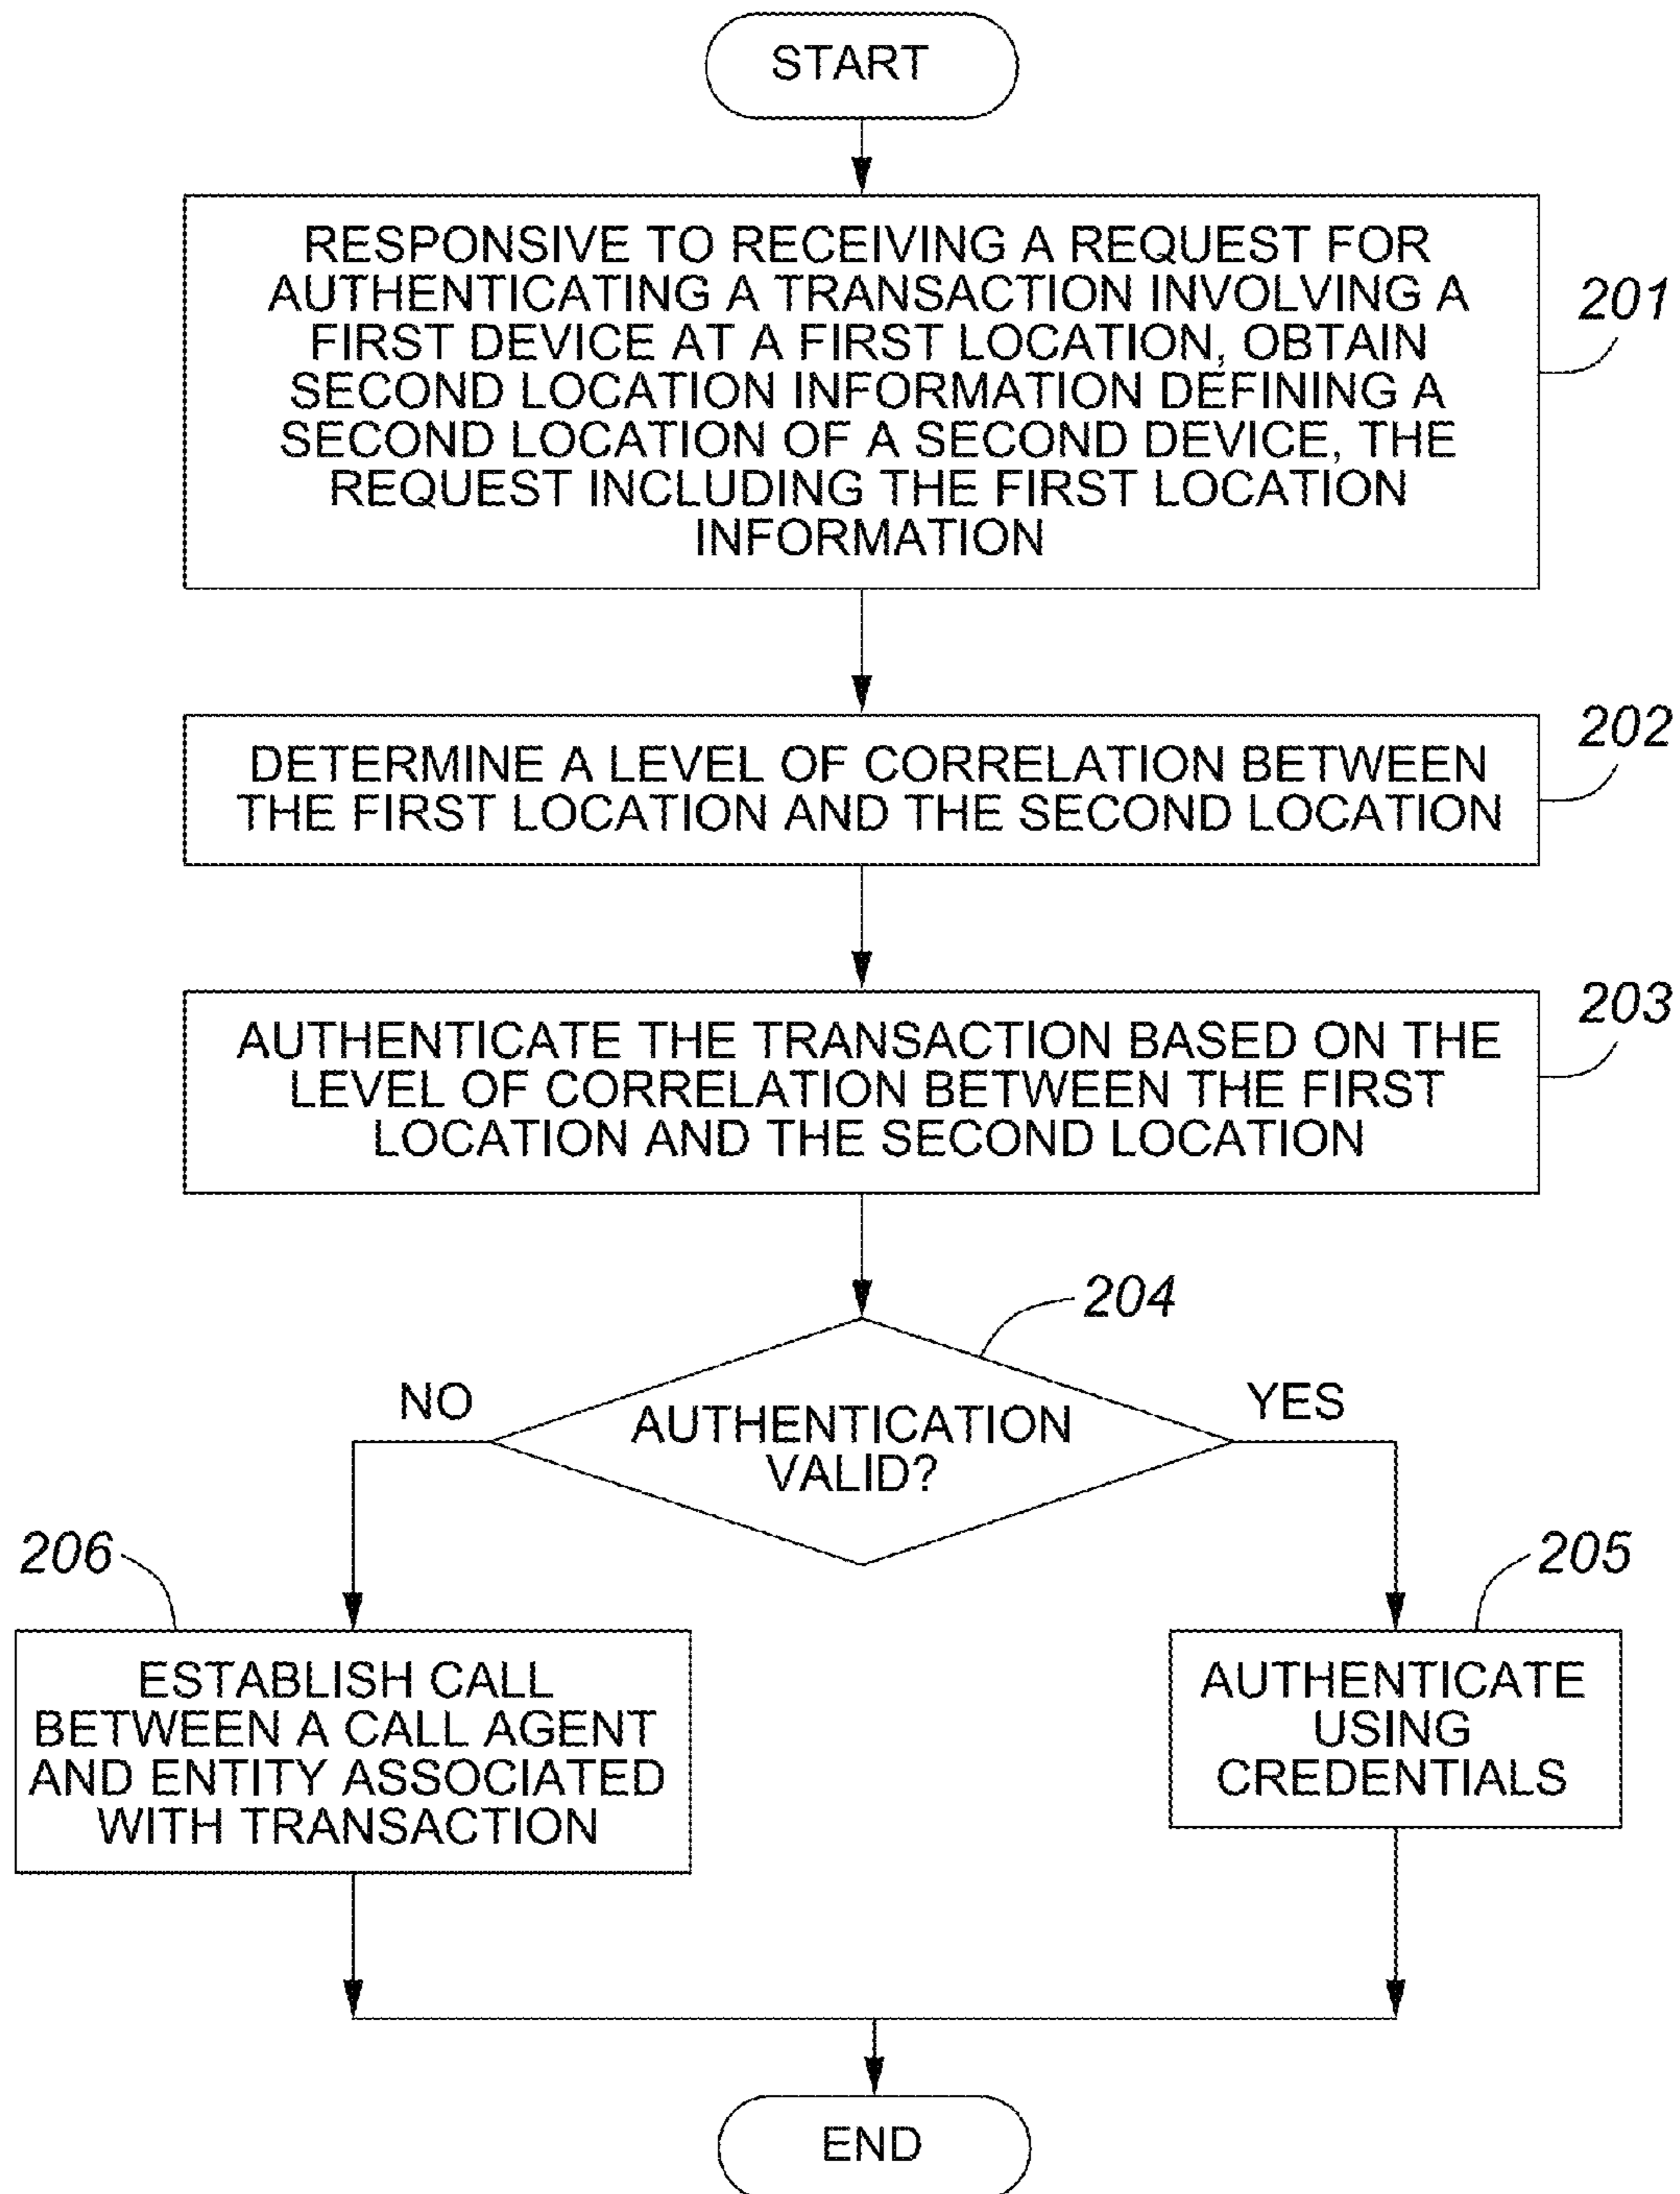 START
RESPONSIVE TO RECEIVING A REQUEST FOR
AUTHENTICATING A TRANSACTION INVOLVING A
FIRST DEVICE AT A FIRST LOCATION, OBTAIN
SECOND LOCATION INFORMATION DEFINING A
SECOND LOCATION OF A SECOND DEVICE, THE
REQUEST INCLUDING THE FIRST LOCATION
INFORMATION
201
DETERMINE A LEVEL OF CORRELATION BETWEEN
THE FIRST LOCATION AND THE SECOND LOCATION
202
AUTHENTICATE THE TRANSACTION BASED ON THE
LEVEL OF CORRELATION BETWEEN THE FIRST
LOCATION AND THE SECOND LOCATION
203
204
NO
AUTHENTICATION
VALID?
YES
206
ESTABLISH CALL
BETWEEN A CALL AGENT
AND ENTITY ASSOCIATED
WITH TRANSACTION
205
AUTHENTICATE
USING
CREDENTIALS
END